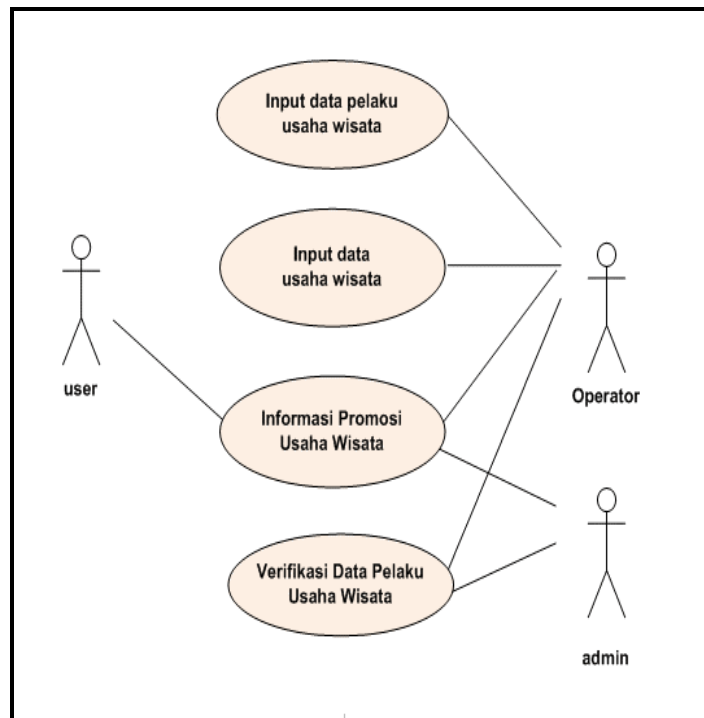 Input data pelaku
usaha wisata
Input data
usaha wisata
user
Operator
Informasi Promosi
Usaha Wisata
Verifikasi Data Pelaku
Usaha Wisata
admin